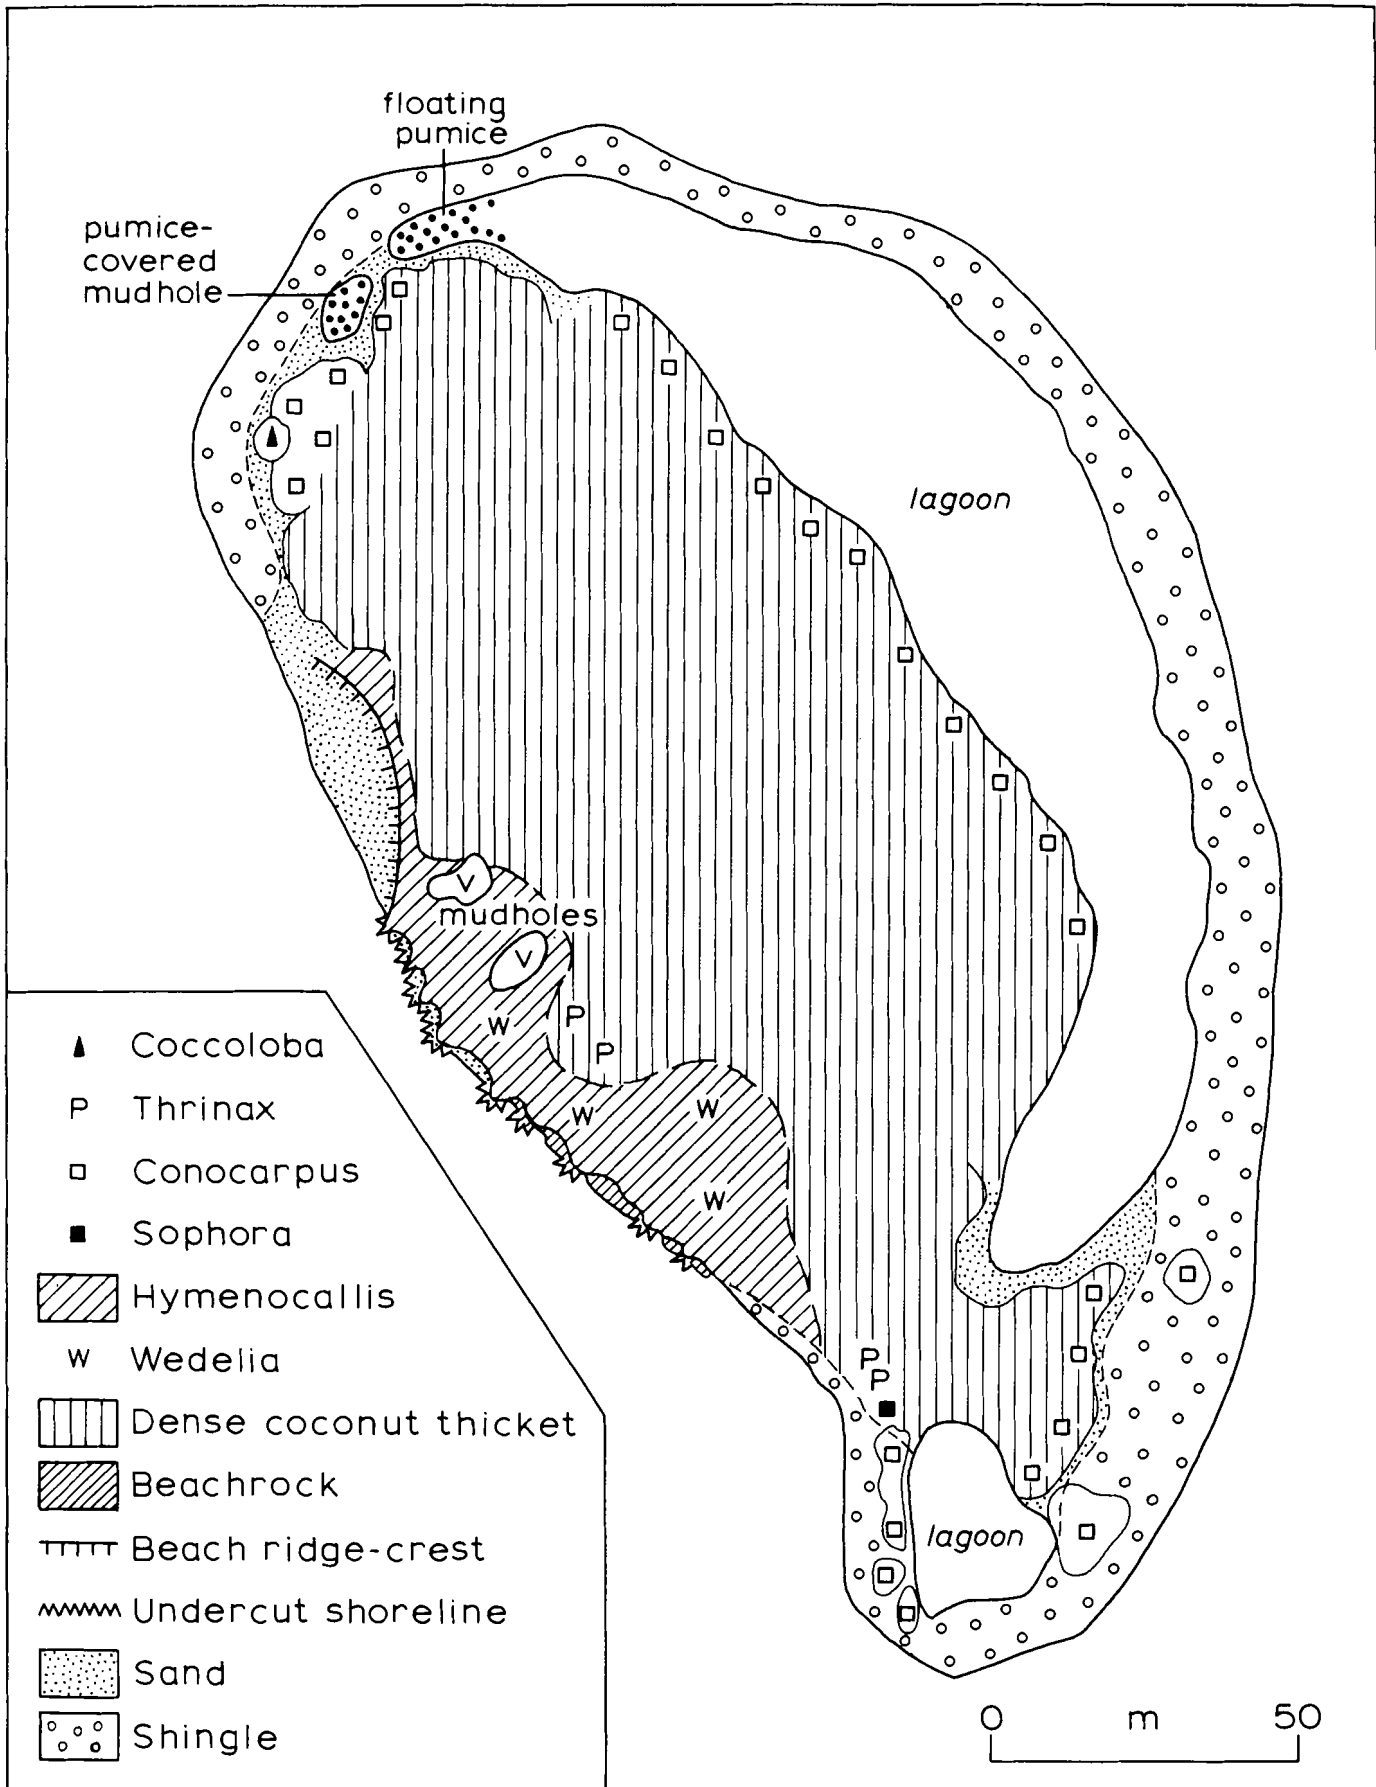 floating
pumice
pumice-
covered
mudhole
lagoon
V
mudholes
V
P
W
P
W
W
W
P
P
lagoon
Coccoloba
P Thrinax
Conocarpus
Sophora
Hymenocallis
W Wedelia
Dense coconut thicket
Beachrock
Beach ridge-crest
Undercut shoreline
Sand
Shingle
0 m 50